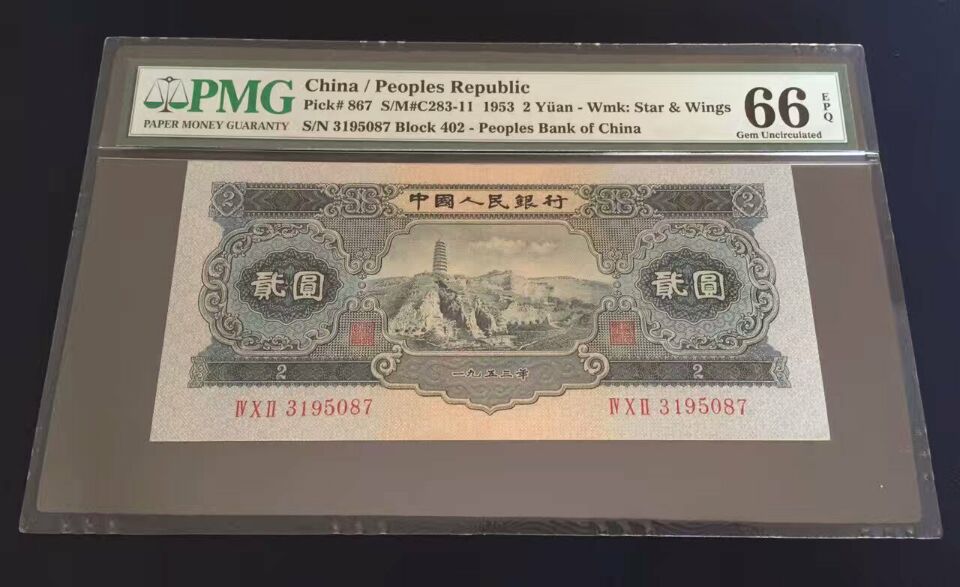 PMG
PAPER MONEY GUARANTY
China / Peoples Republic
Pick# 867 S/M#C283-11 1953 2 Yüan - Wmk: Star & Wings
S/N 3195087 Block 402 - Peoples Bank of China
66
EPQ
Gem Uncirculated
2
中國人民銀行
2
貳圓
貳圓
2
一九五三年
2
ⅣⅩⅡ 3195087
ⅣⅩⅡ 3195087